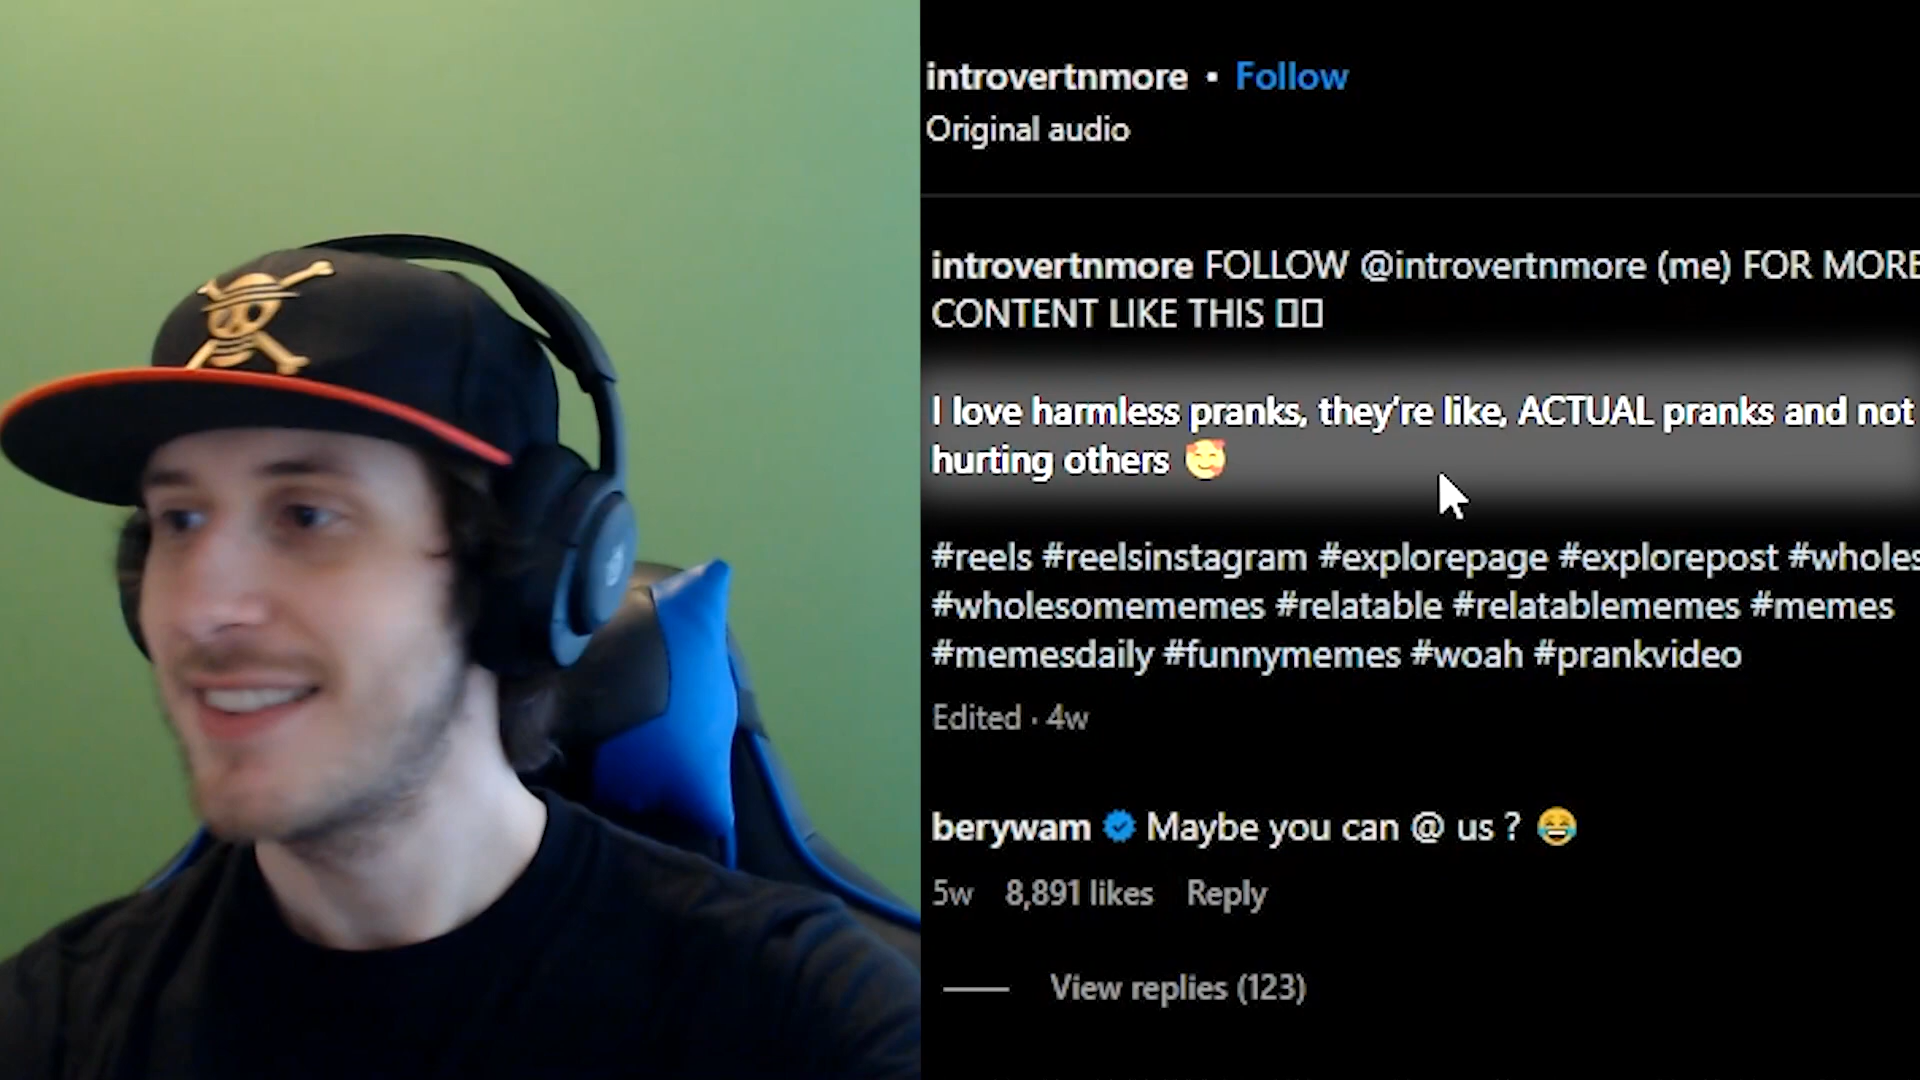 introvertnmore • Follow
Original audio
introvertnmore FOLLOW @introvertnmore (me) FOR MORE
CONTENT LIKE THIS
I love harmless pranks, they're like, ACTUAL pranks and not
hurting others 🥰
#reels #reelsinstagram #explorepage #explorepost #wholes
#wholesomememes #relatable #relatablememes #memes
#memesdaily #funnymemes #woah #prankvideo
Edited · 4w
berywam Maybe you can @ us ? 😂
5w 8,891 likes Reply
View replies (123)